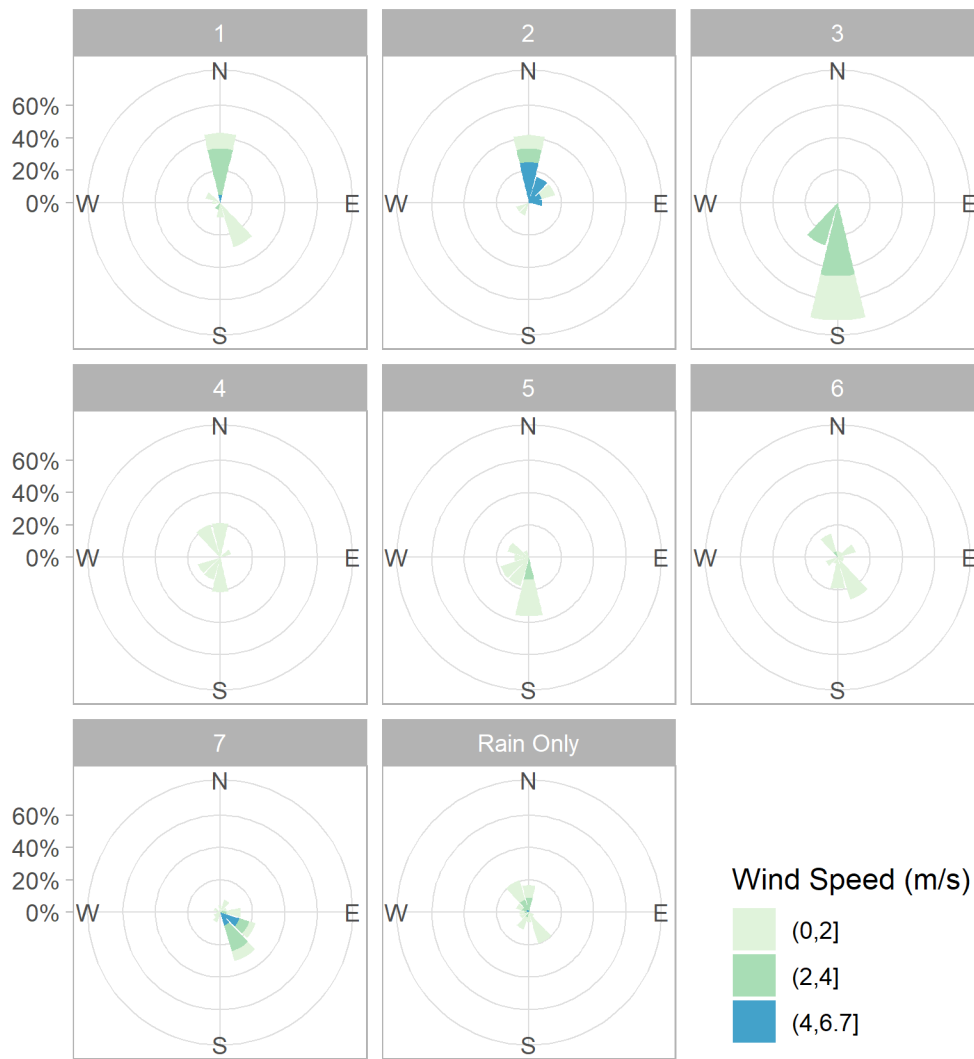 1 2 3
N N N
60%
40%
20%
0% W E W E W E
S S S
4 5 6
N N N
60%
40%
20%
0% W E W E W E
S S S
7 Rain Only
N N
60%
40%
20%
0% W E W E
S S
Wind Speed (m/s)
(0,2]
(2,4]
(4,6.7]